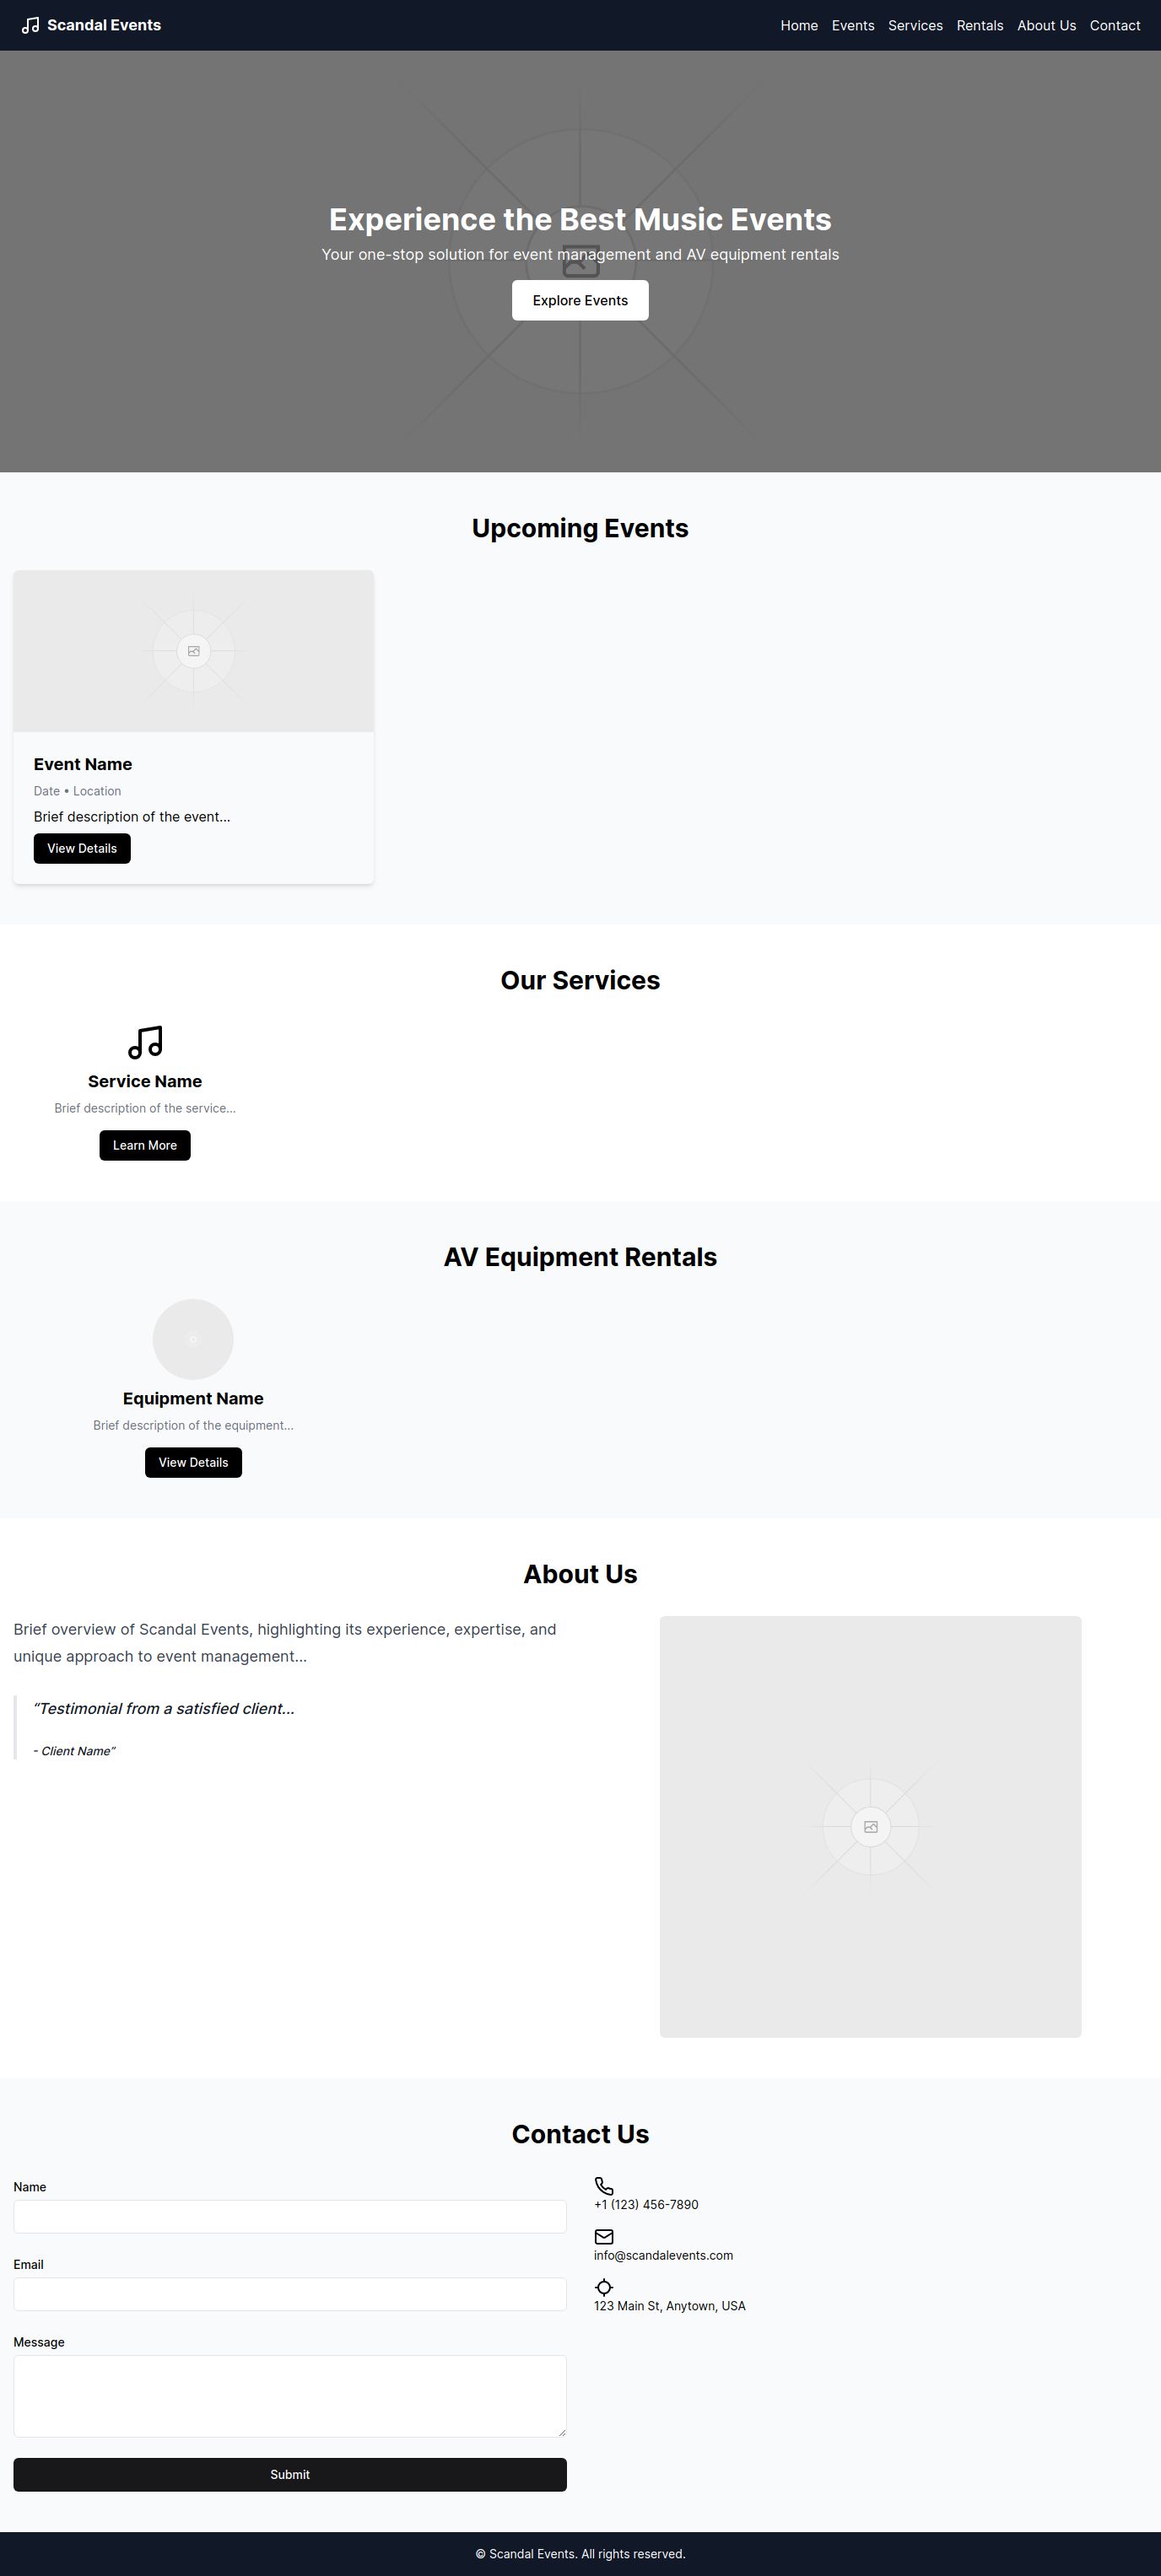 Scandal Events
Home Events Services Rentals About Us Contact
Experience the Best Music Events
Your one-stop solution for event management and AV equipment rentals
Explore Events
Upcoming Events
Event Name
Date • Location
Brief description of the event...
View Details
Our Services
Service Name
Brief description of the service...
Learn More
AV Equipment Rentals
Equipment Name
Brief description of the equipment...
View Details
About Us
Brief overview of Scandal Events, highlighting its experience, expertise, and
unique approach to event management...
“Testimonial from a satisfied client...
- Client Name”
Contact Us
Name
Email
Message
Submit
+1 (123) 456-7890
info@scandalevents.com
123 Main St, Anytown, USA
© Scandal Events. All rights reserved.